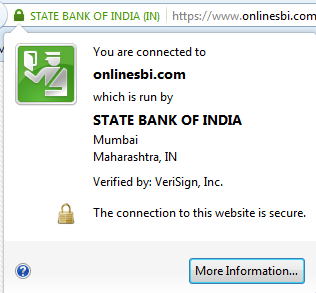 STATE BANK OF INDIA (IN) https://www.onlinesbi.com
You are connected to
onlinesbi.com
which is run by
STATE BANK OF INDIA
Mumbai
Maharashtra, IN
Verified by: VeriSign, Inc.
The connection to this website is secure.
? More Information...